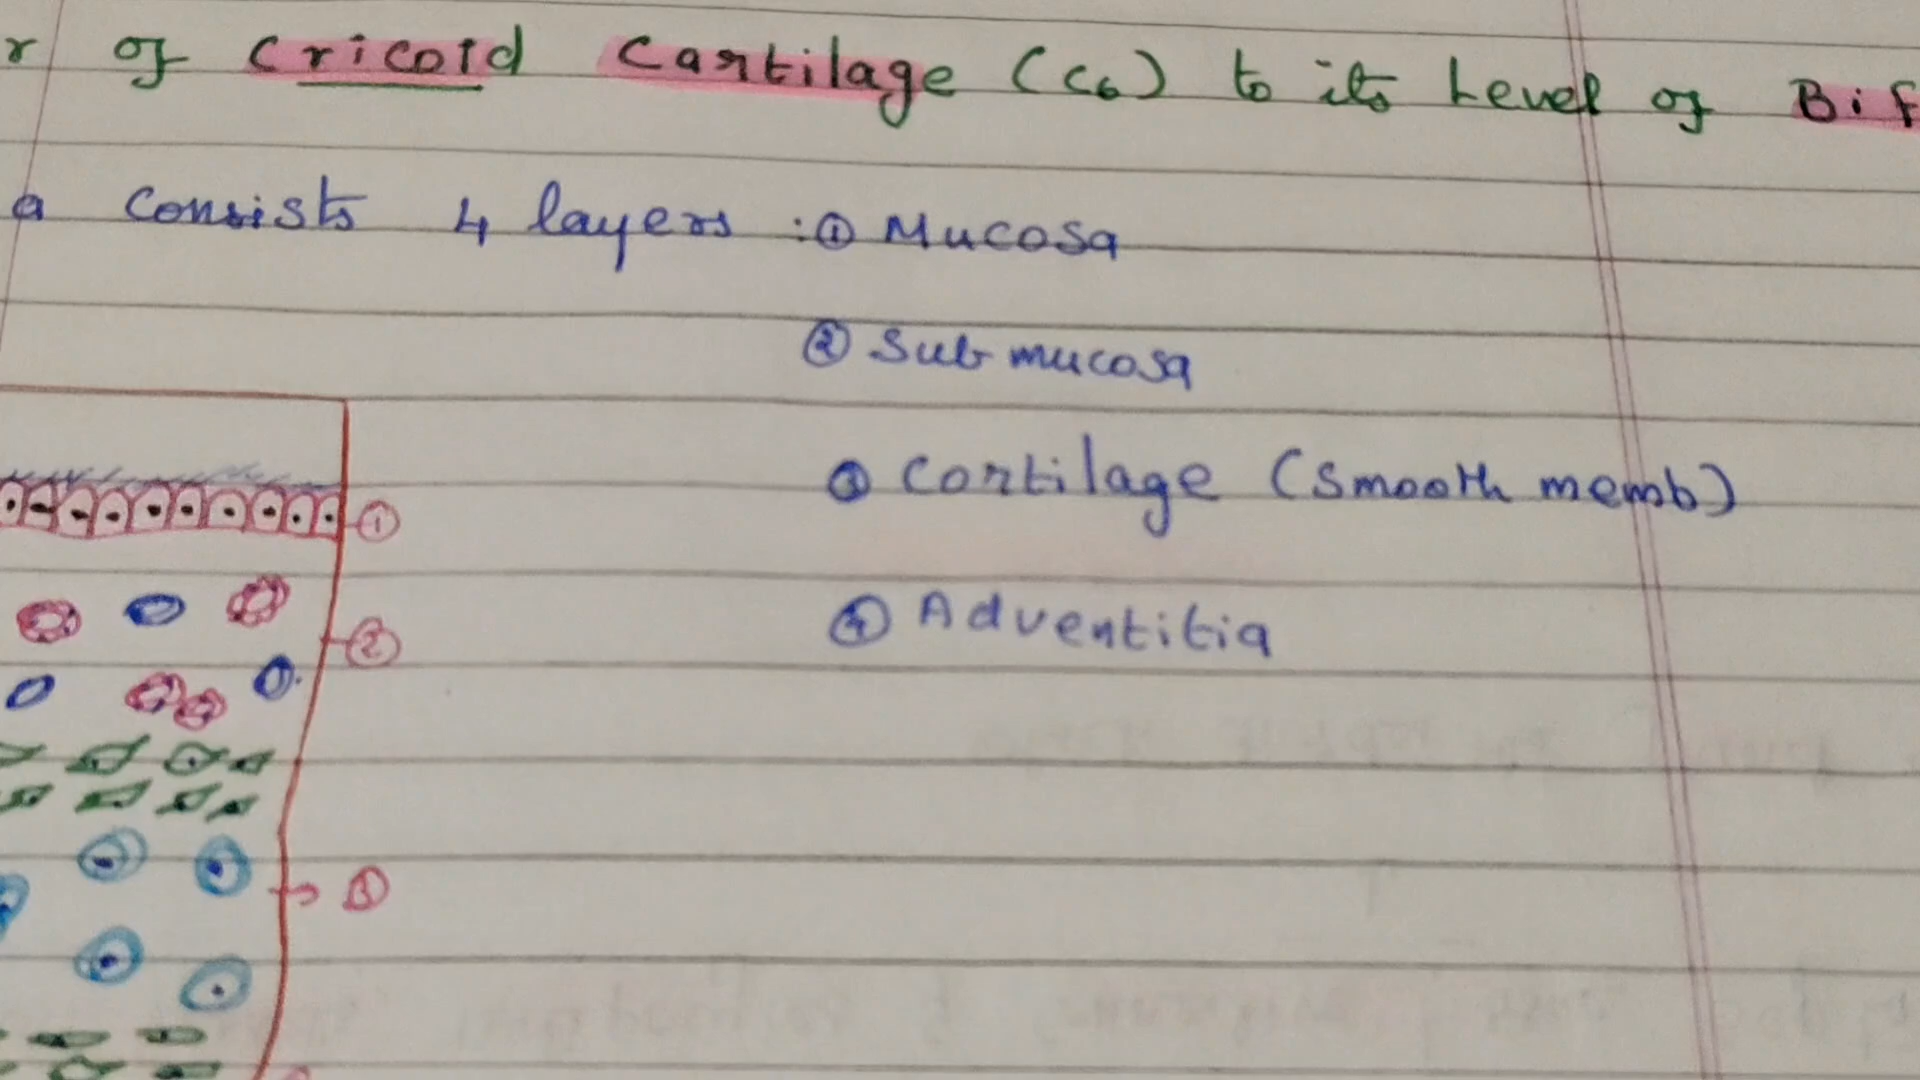 r of Cricoid Cartilage (C6) to its Level of Bif
a consists 4 layers : ① Mucosa
② Sub mucosa
③ Cartilage (Smooth memb)
④ Adventitia
①
②
③